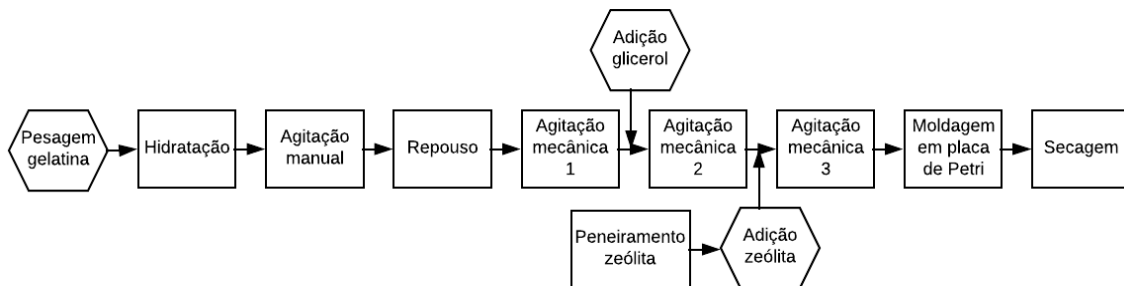 Adição
glicerol
Pesagem
gelatina
Hidratação
Agitação
manual
Repouso
Agitação
mecânica
1
Agitação
mecânica
2
Agitação
mecânica
3
Moldagem
em placa
de Petri
Secagem
Peneiramento
zeólita
Adição
zeólita